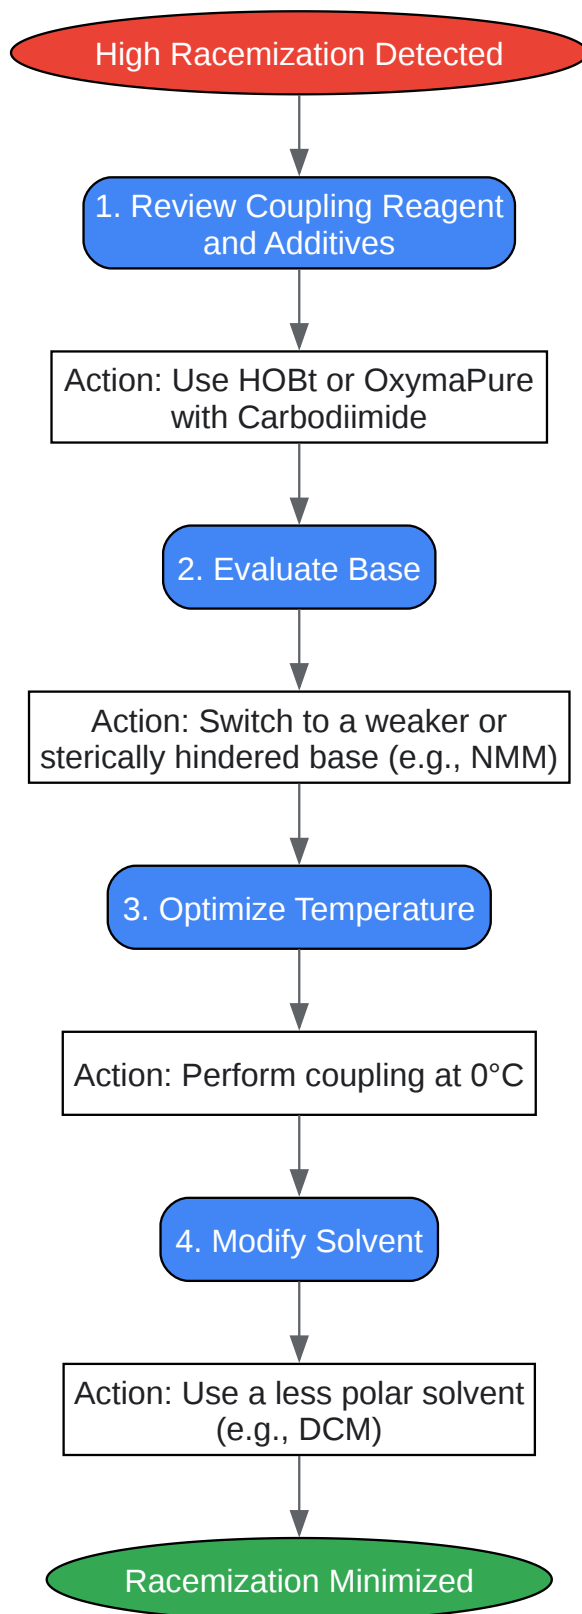 High Racemization Detected
1. Review Coupling Reagent
and Additives
Action: Use HOBt or OxymaPure
with Carbodiimide
2. Evaluate Base
Action: Switch to a weaker or
sterically hindered base (e.g., NMM)
3. Optimize Temperature
Action: Perform coupling at 0°C
4. Modify Solvent
Action: Use a less polar solvent
(e.g., DCM)
Racemization Minimized